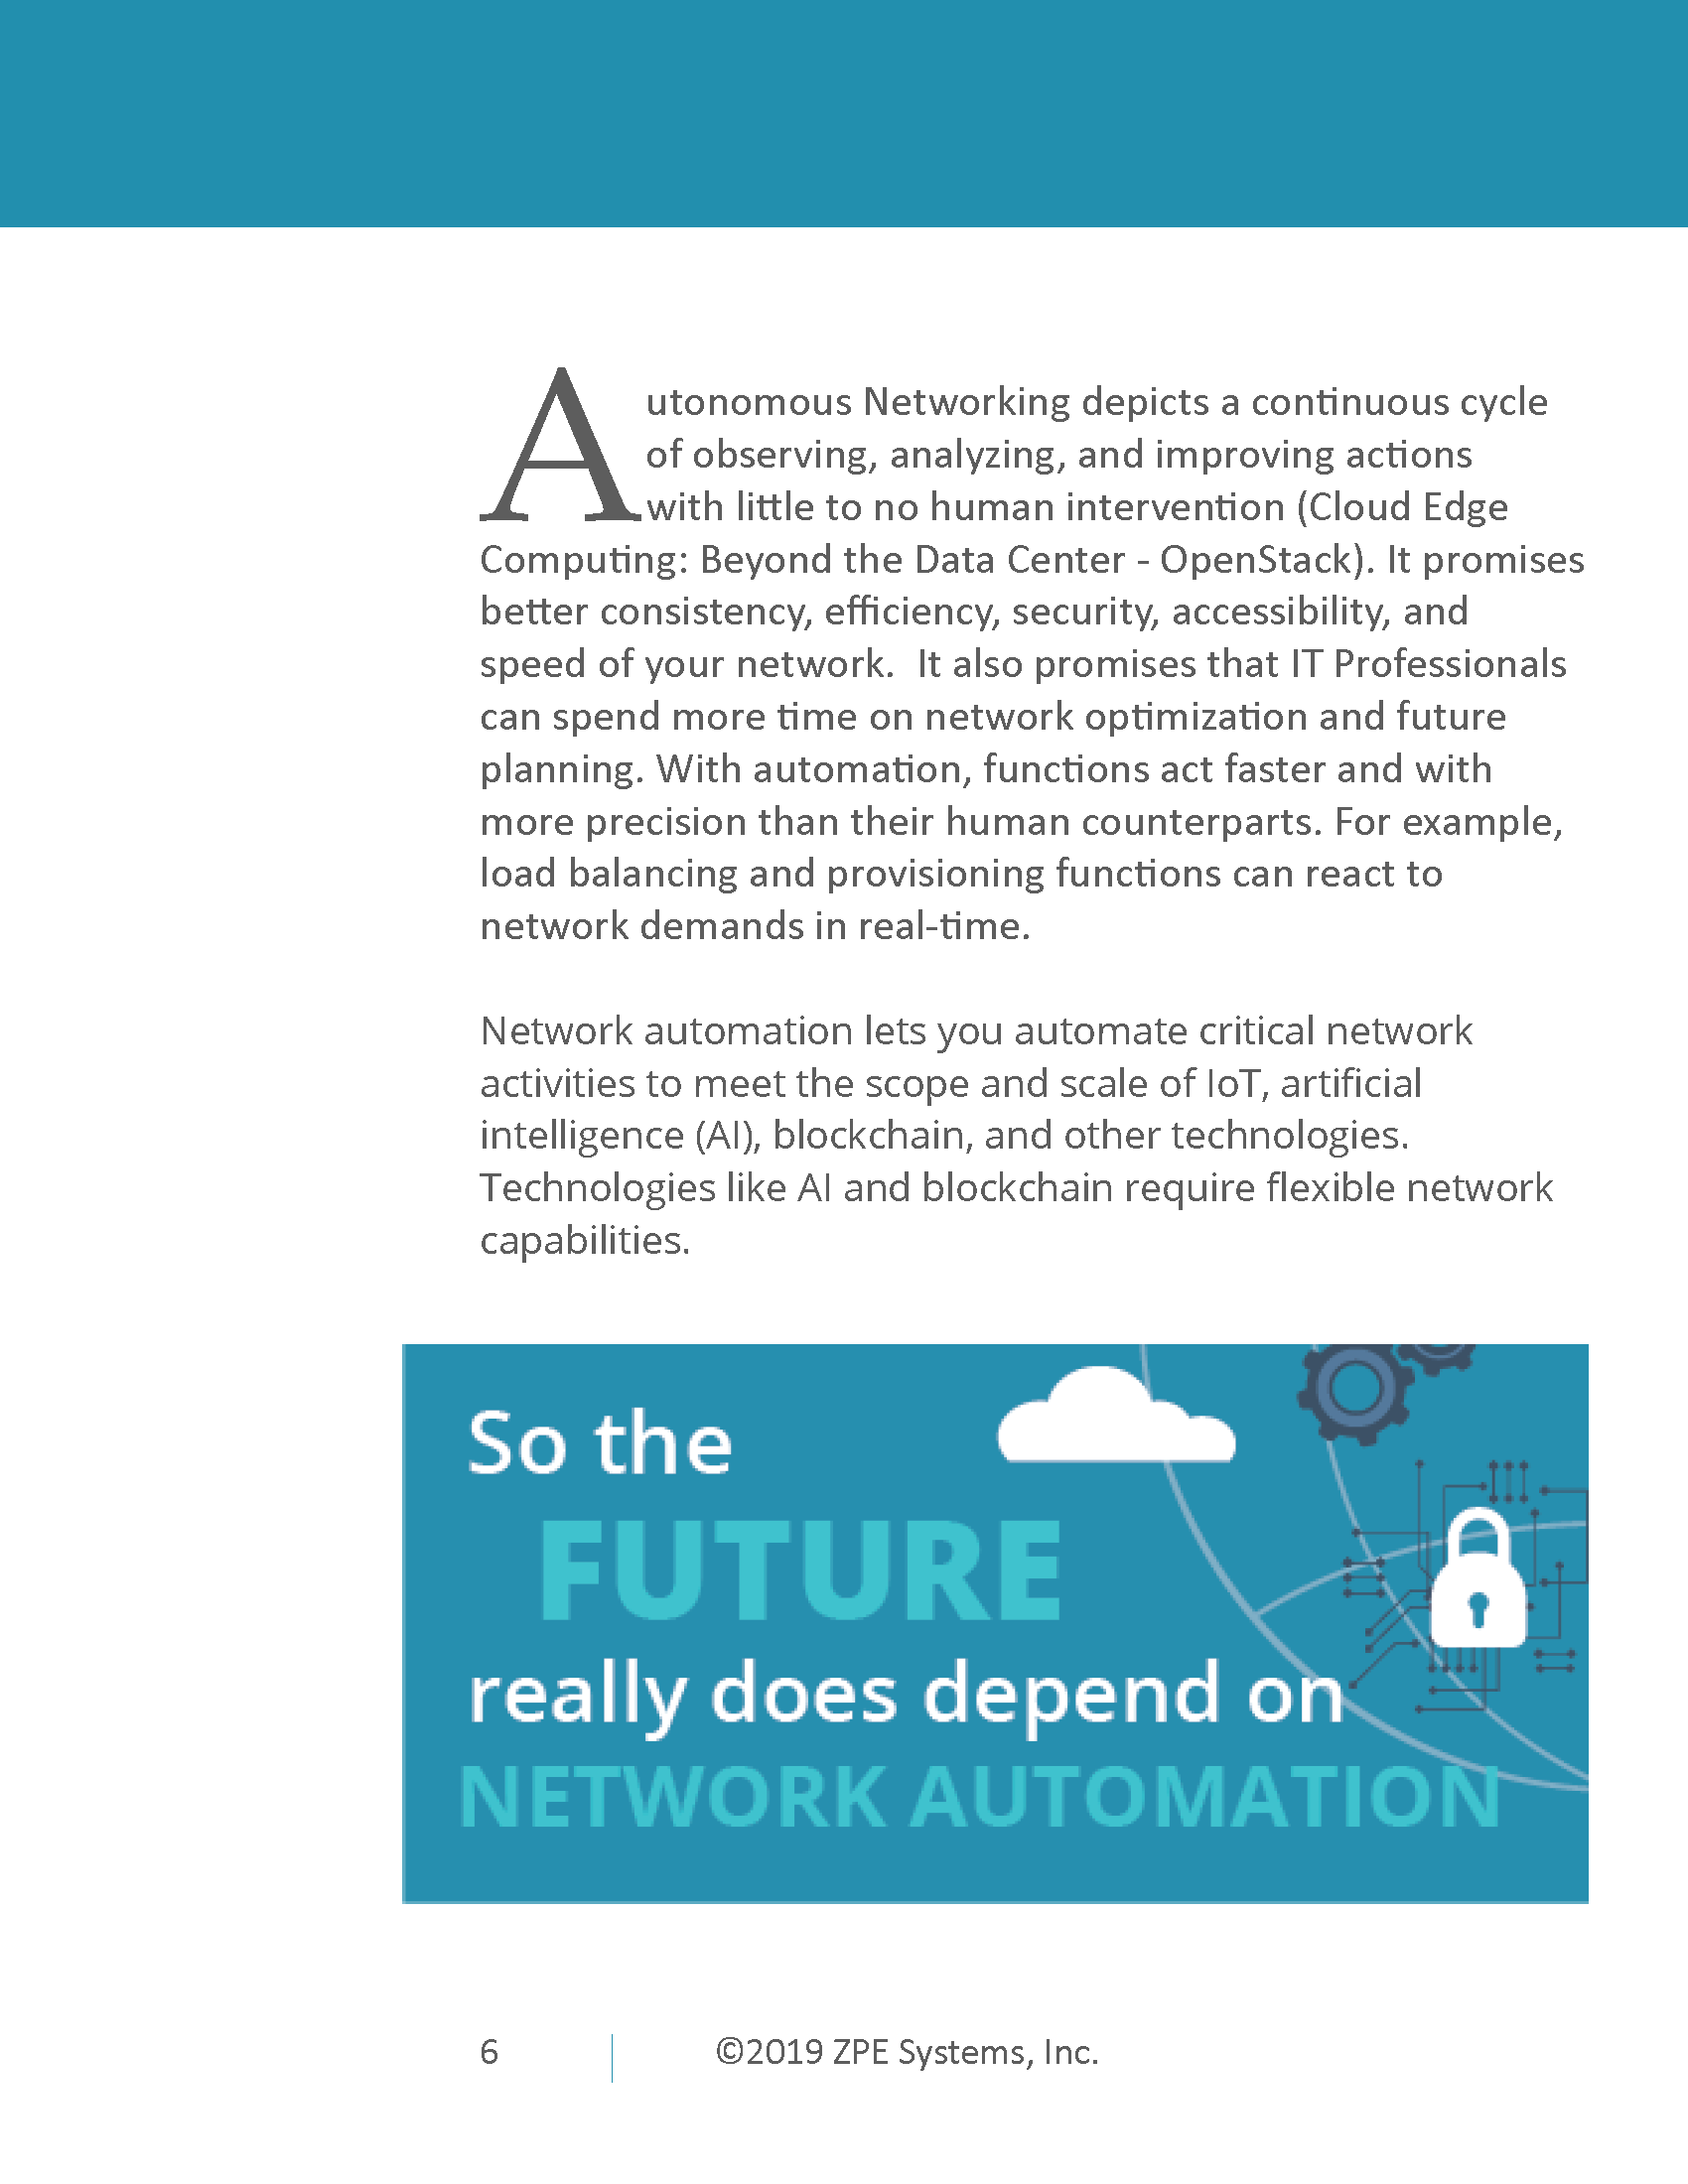 Autonomous Networking depicts a continuous cycle
of observing, analyzing, and improving actions
with little to no human intervention (Cloud Edge
Computing: Beyond the Data Center - OpenStack). It promises
better consistency, efficiency, security, accessibility, and
speed of your network.  It also promises that IT Professionals
can spend more time on network optimization and future
planning. With automation, functions act faster and with
more precision than their human counterparts. For example,
load balancing and provisioning functions can react to
network demands in real-time.
Network automation lets you automate critical network
activities to meet the scope and scale of IoT, artificial
intelligence (AI), blockchain, and other technologies.
Technologies like AI and blockchain require flexible network
capabilities.
So the
FUTURE
really does depend on
NETWORK AUTOMATION
6 ©2019 ZPE Systems, Inc.